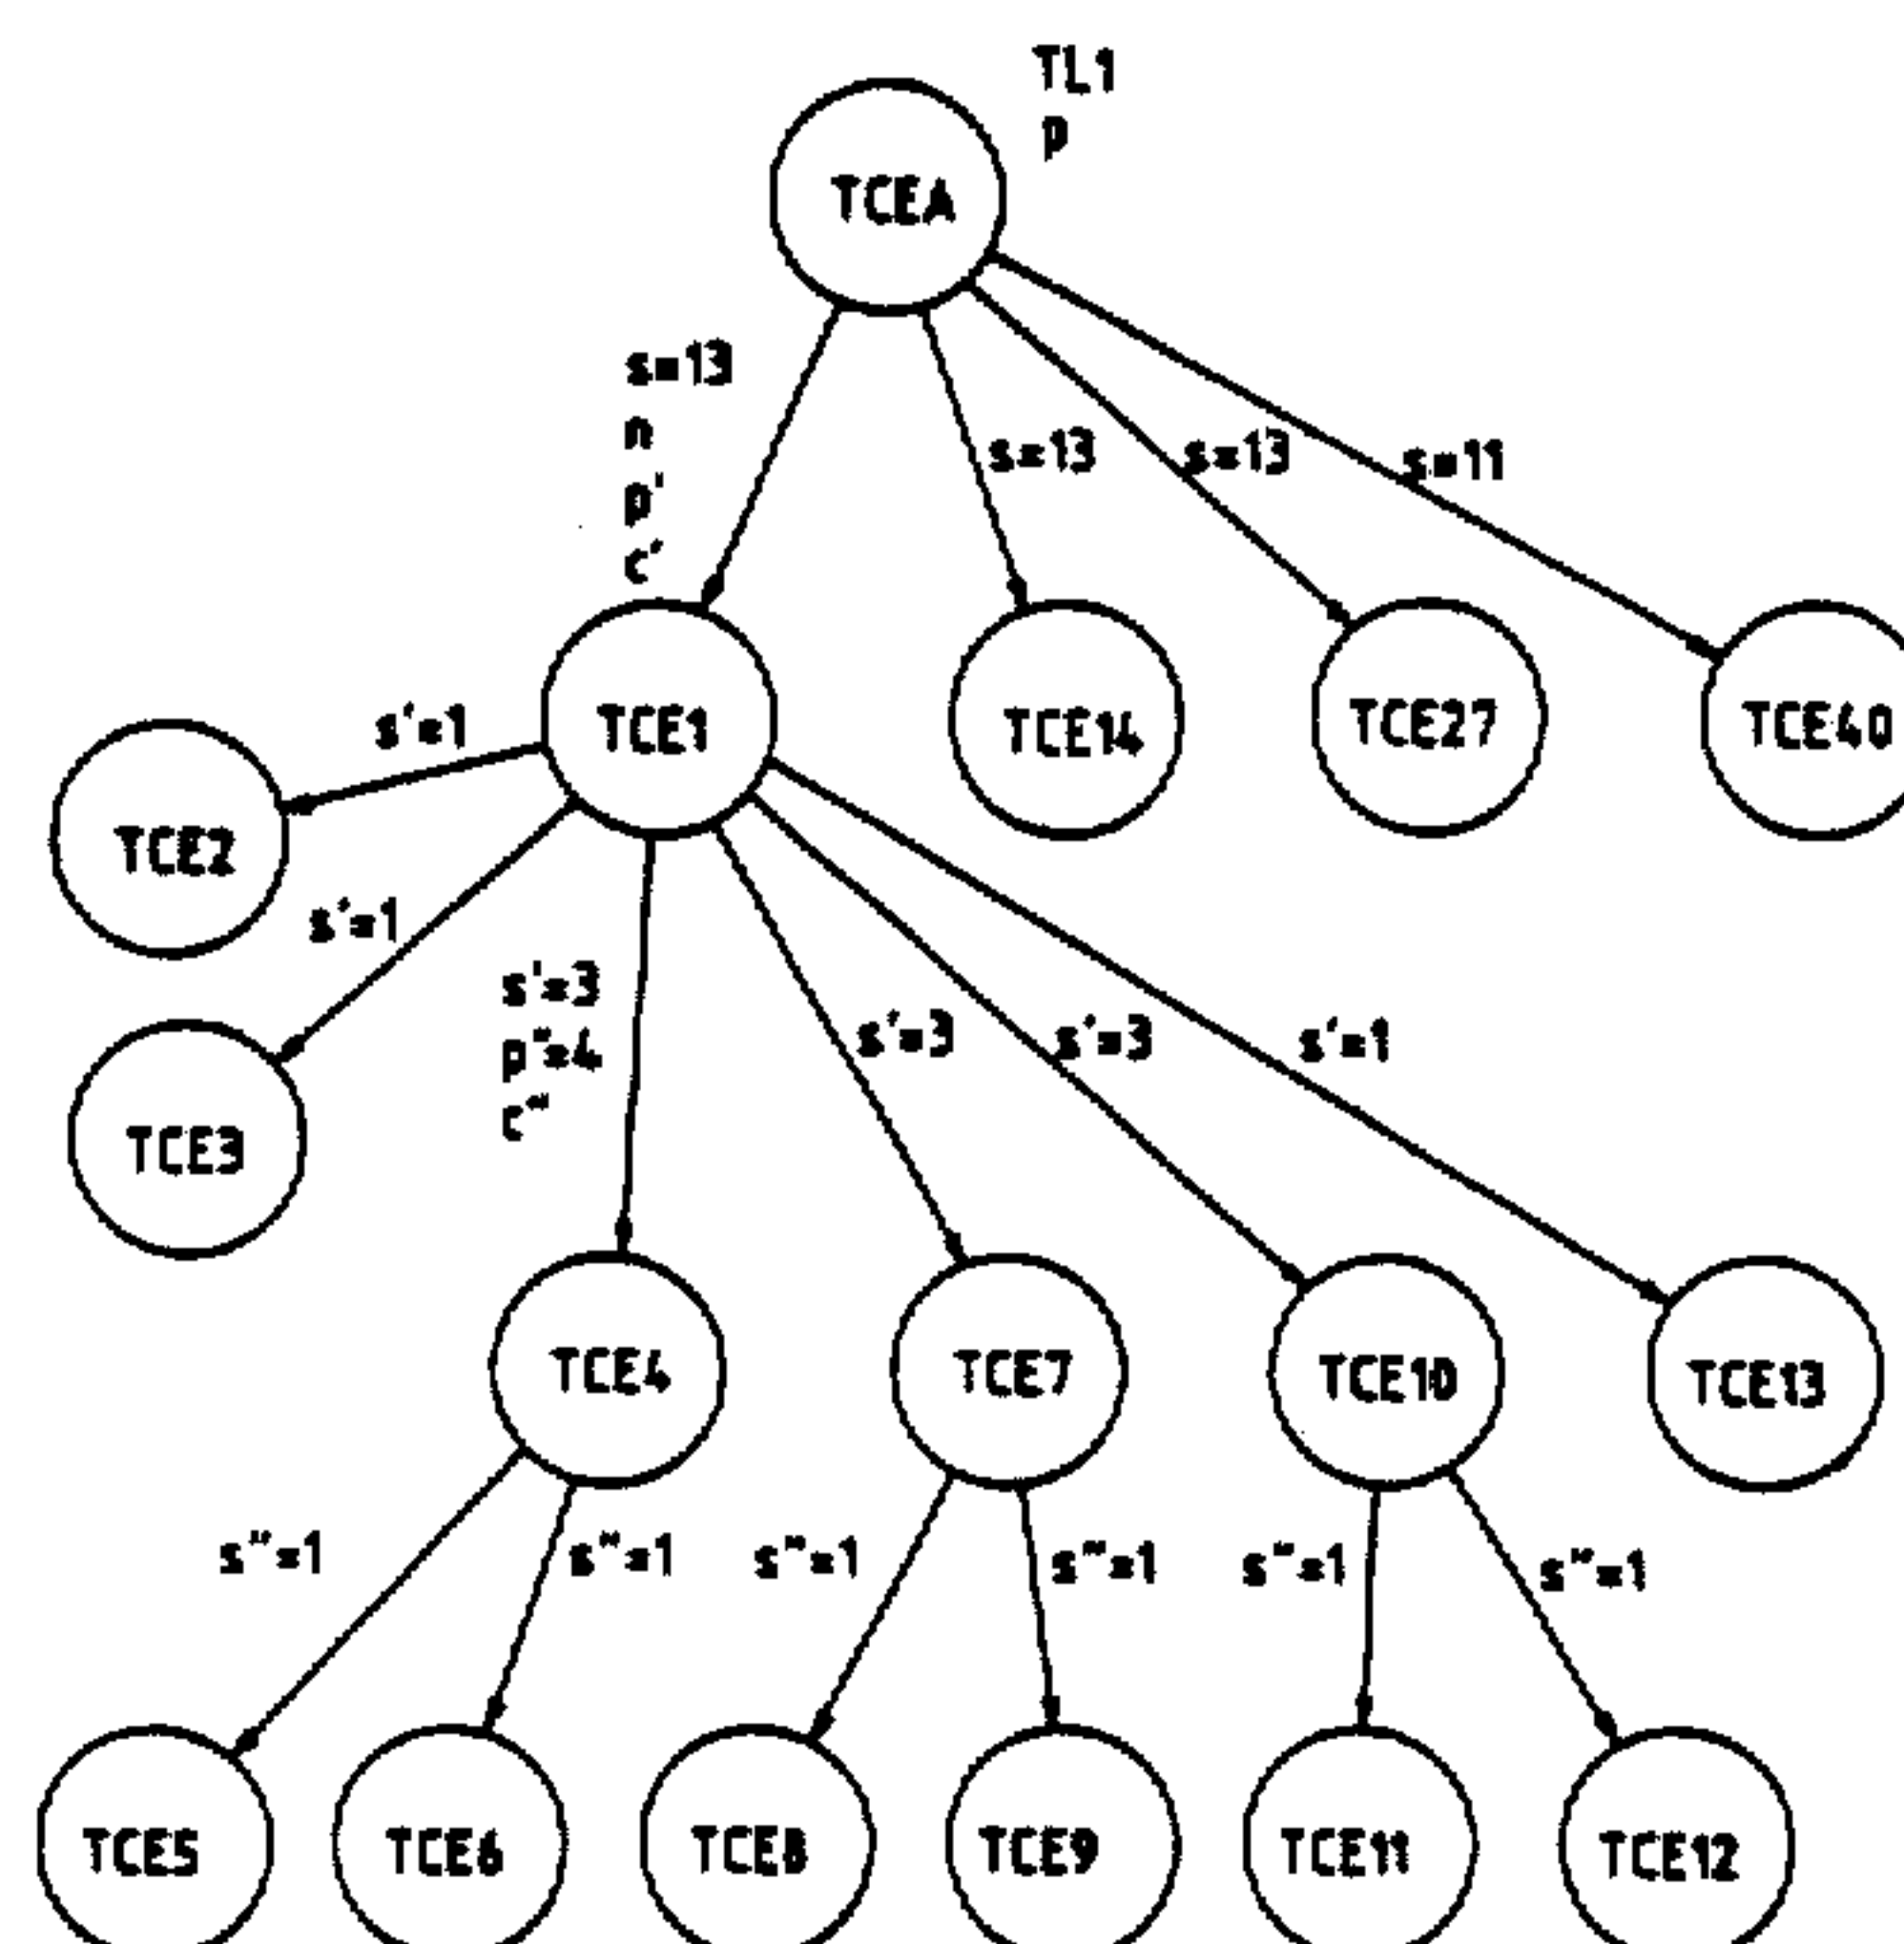 TL1
p
TCEA
s=13
n
p'
c'
s=13
s=13
s=11
TCE1
TCE14
TCE27
TCE40
s'=1
TCE2
s'=1
TCE3
s'=3
p"=4
c"
s'=3
s'=3
s'=1
TCE4
TCE7
TCE10
TCE13
s"=1
s"=1
s"=1
s"=1
s"=1
s"=1
TCE5
TCE6
TCE8
TCE9
TCE11
TCE12